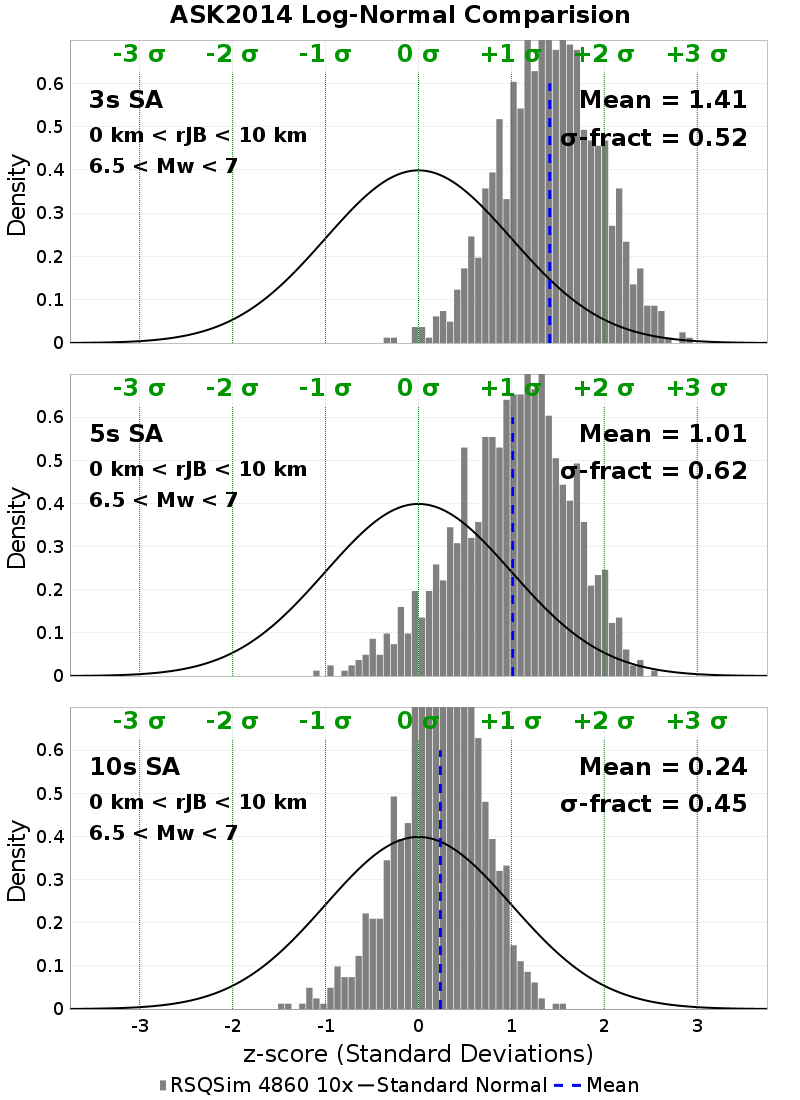 ASK2014 Log-Normal Comparision
-3 σ -2 σ -1 σ 0 σ +1 σ +2 σ +3 σ
3s SA
0 km < rJB < 10 km
6.5 < Mw < 7
Mean = 1.41
σ-fract = 0.52
Density
0.6
0.5
0.4
0.3
0.2
0.1
0
-3 σ -2 σ -1 σ 0 σ +1 σ +2 σ +3 σ
5s SA
0 km < rJB < 10 km
6.5 < Mw < 7
Mean = 1.01
σ-fract = 0.62
Density
0.6
0.5
0.4
0.3
0.2
0.1
0
-3 σ -2 σ -1 σ 0 σ +1 σ +2 σ +3 σ
10s SA
0 km < rJB < 10 km
6.5 < Mw < 7
Mean = 0.24
σ-fract = 0.45
Density
0.6
0.5
0.4
0.3
0.2
0.1
0
-3 -2 -1 0 1 2 3
z-score (Standard Deviations)
RSQSim 4860 10x Standard Normal Mean